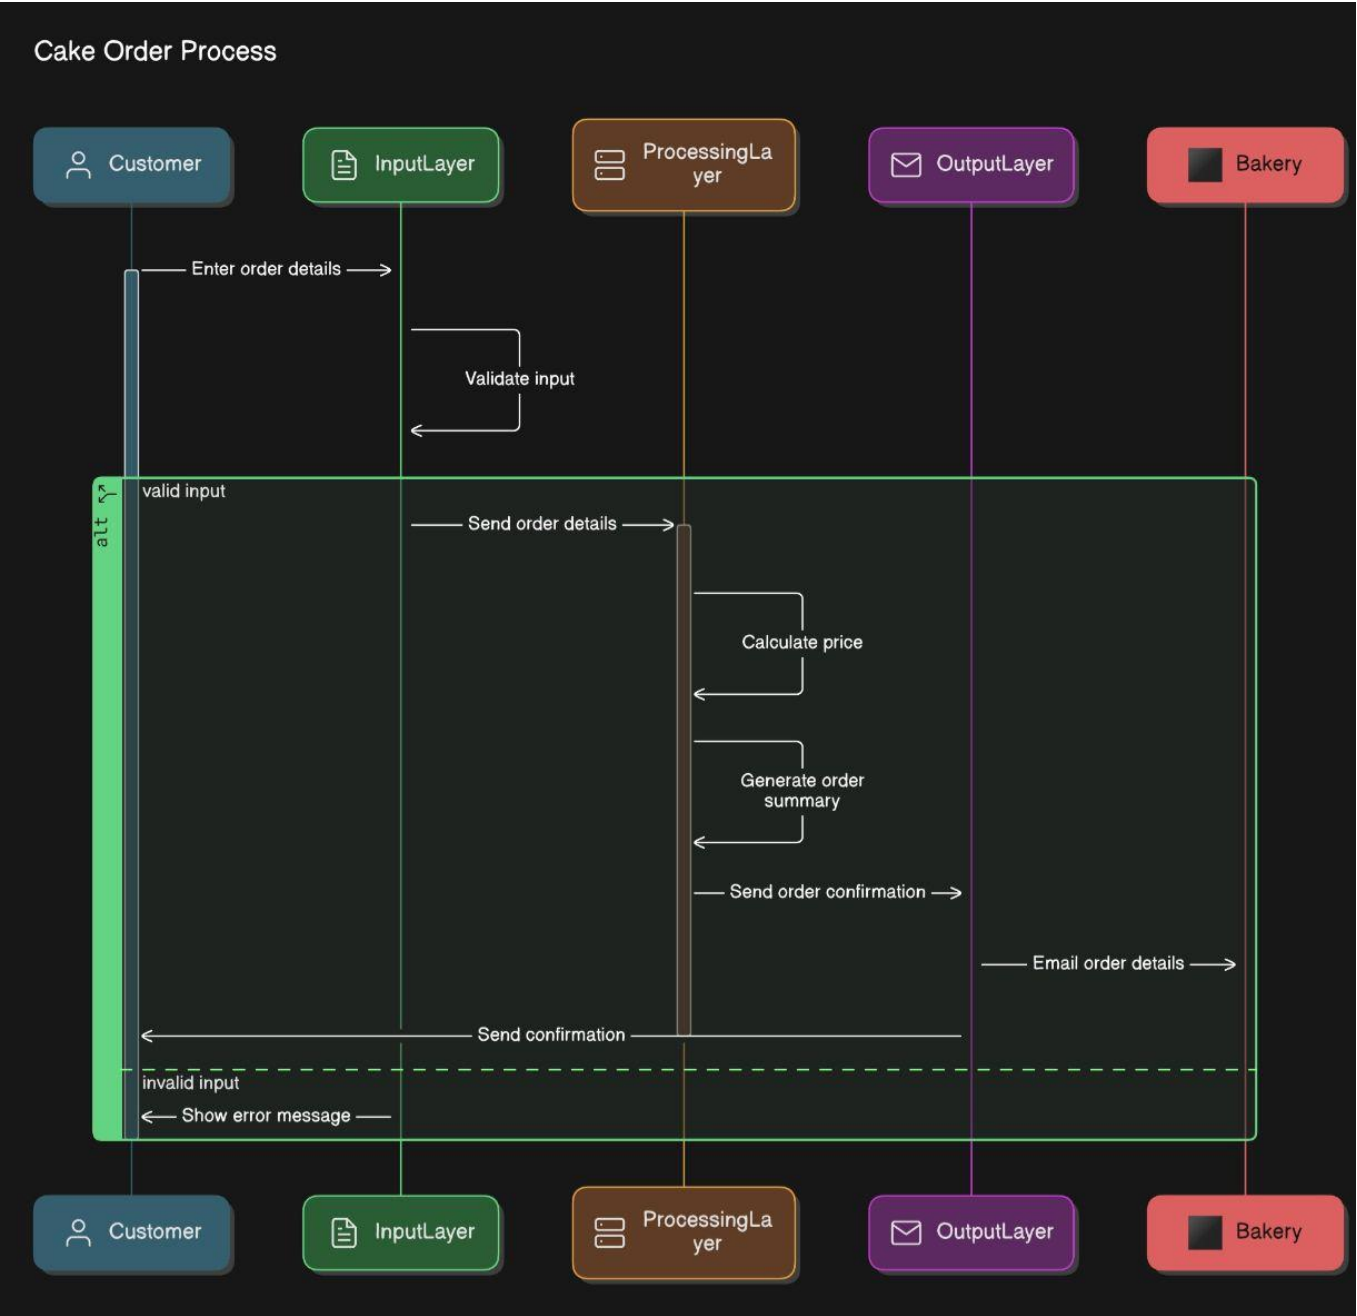 Cake Order Process
Customer
InputLayer
ProcessingLa
yer
OutputLayer
Bakery
Enter order details
Validate input
alt
valid input
Send order details
Calculate price
Generate order
summary
Send order confirmation
Email order details
Send confirmation
invalid input
Show error message
Customer
InputLayer
ProcessingLa
yer
OutputLayer
Bakery